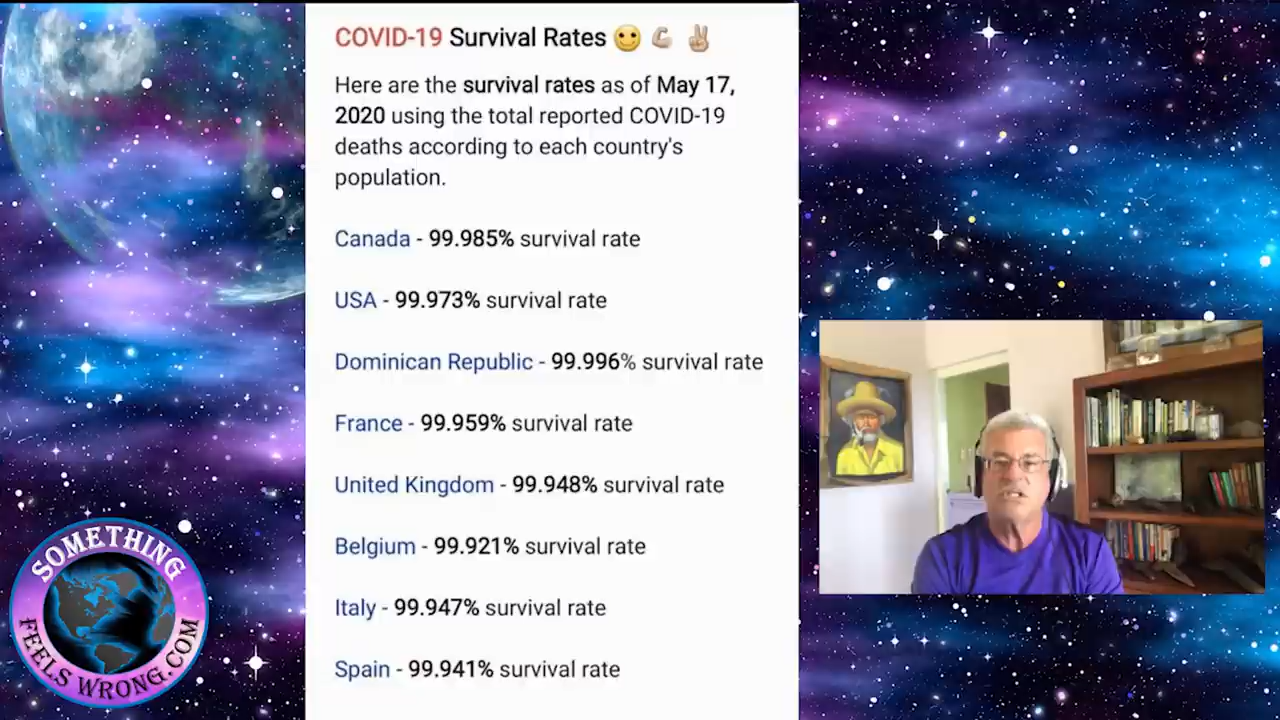 COVID-19 Survival Rates 🙂 💪🏼 ✌🏼
Here are the survival rates as of May 17,
2020 using the total reported COVID-19
deaths according to each country's
population.
Canada - 99.985% survival rate
USA - 99.973% survival rate
Dominican Republic - 99.996% survival rate
France - 99.959% survival rate
United Kingdom - 99.948% survival rate
Belgium - 99.921% survival rate
Italy - 99.947% survival rate
Spain - 99.941% survival rate
SOMETHING
FEELS WRONG.COM